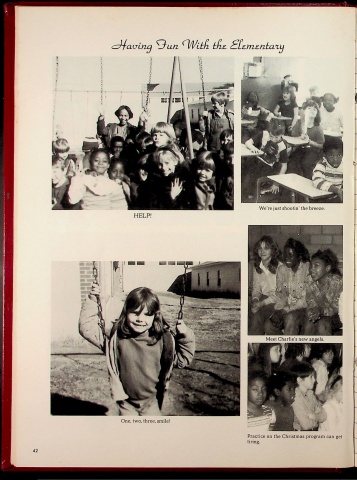 Having Fun With the Elementary
HELP!
We're just shootin' the breeze.
Meet Charlie's new angels.
One, two, three, smile!
Practice on the Christmas program can get
tiring.
42